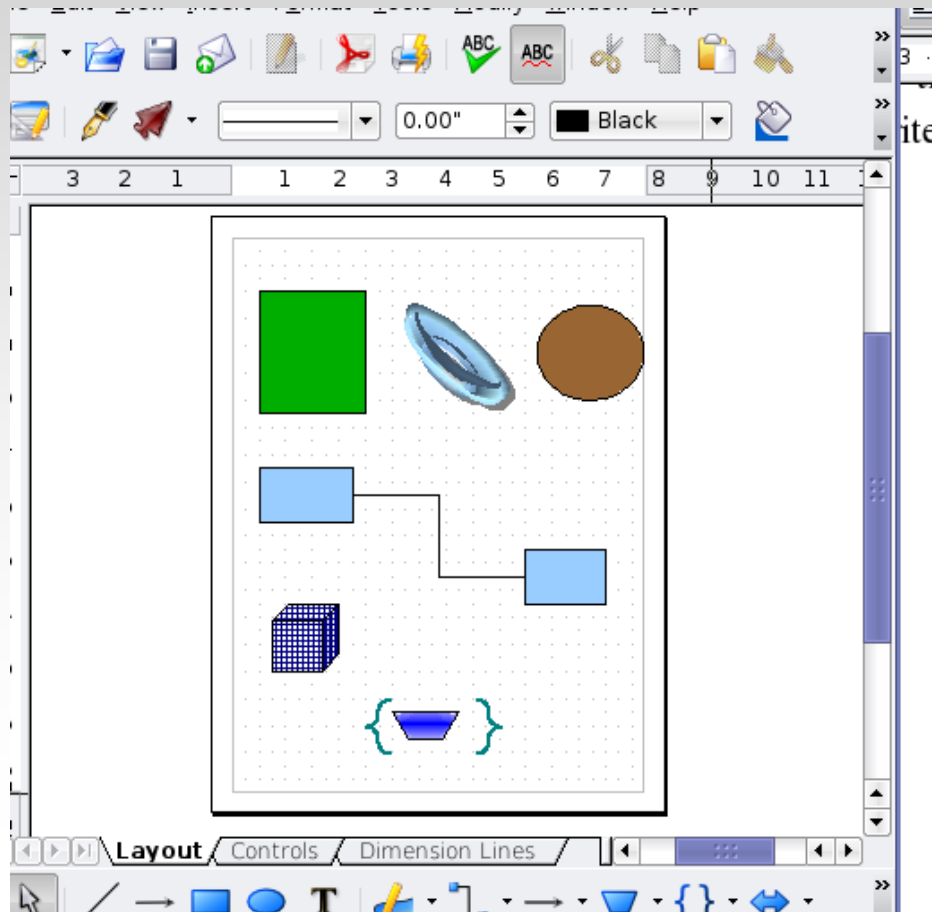 ABC ABC
0.00" Black
3 2 1 1 2 3 4 5 6 7 8 9 10 11
Layout Controls Dimension Lines
T